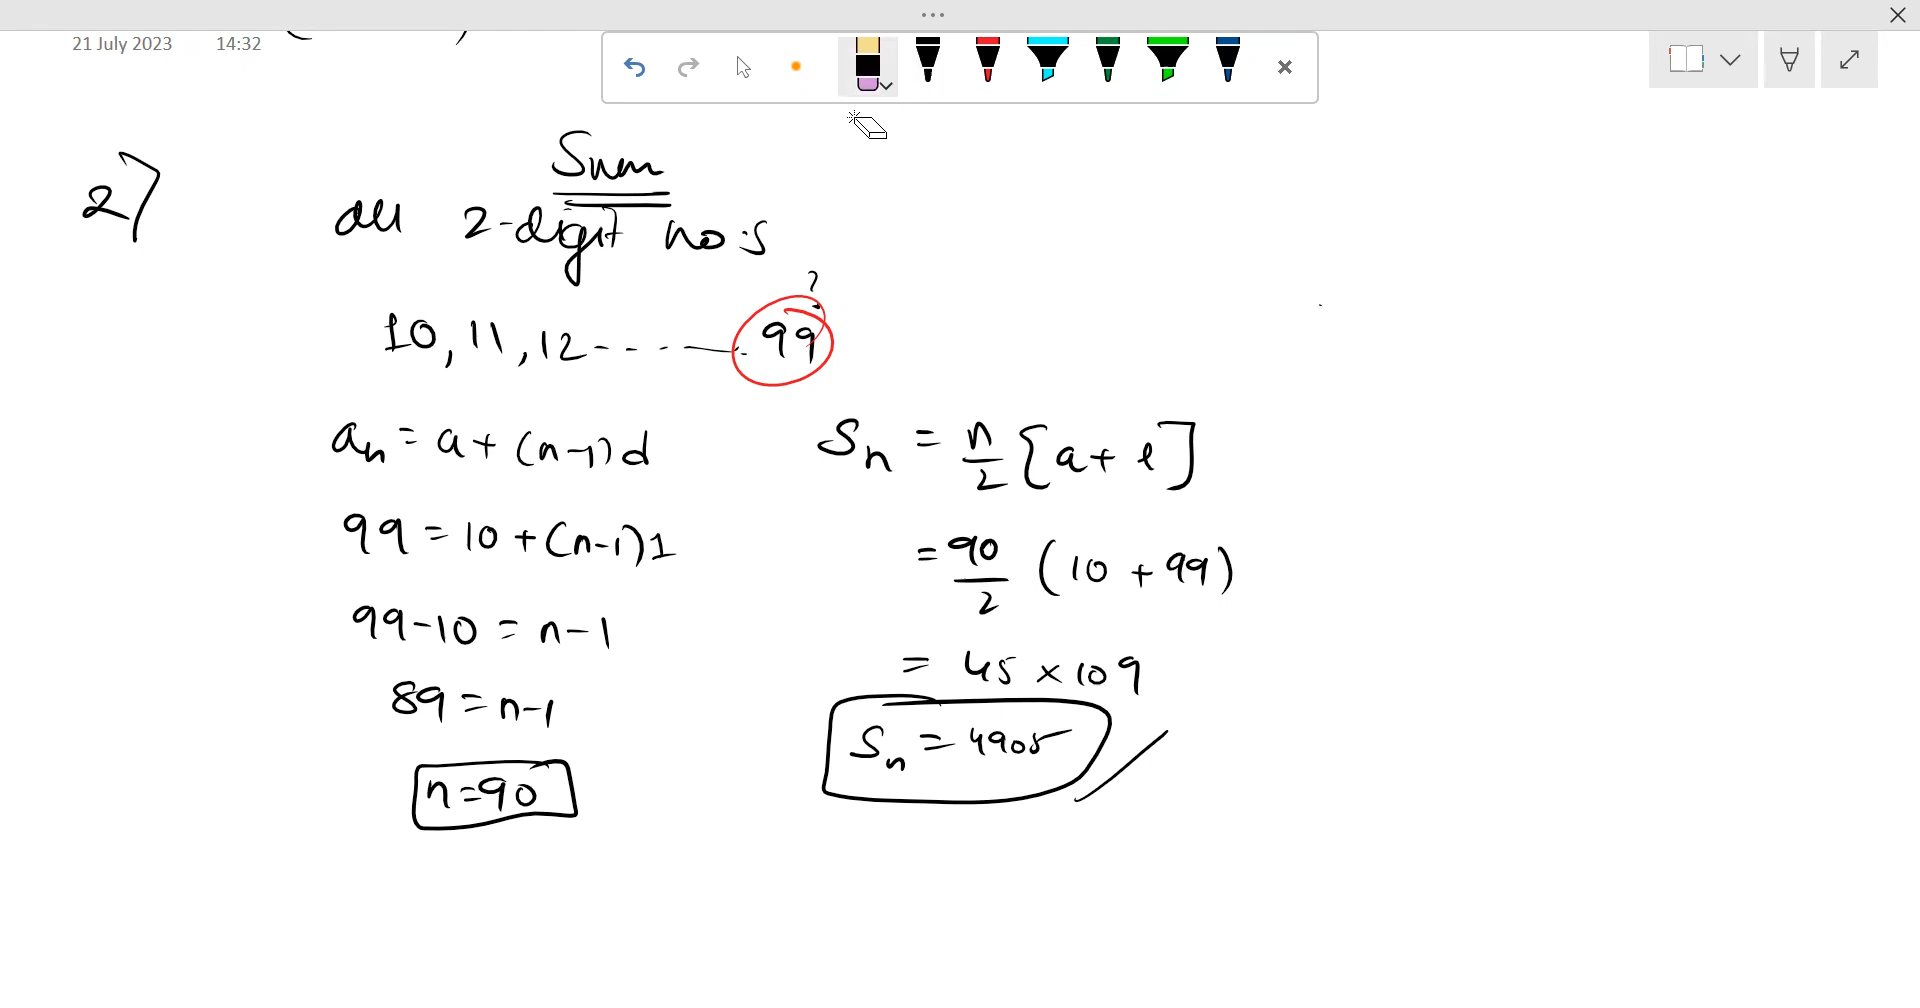 21 July 2023 14:32
2)
Sum
all 2-digit no:s
?
10, 11, 12 - - - - — . 99
aₙ = a + (n-1)d
99 = 10 + (n-1)1
99-10 = n-1
89 = n-1
n=90
Sₙ = n/2 [a + l]
= 90/2 (10 + 99)
= 45 × 109
Sₙ = 4905